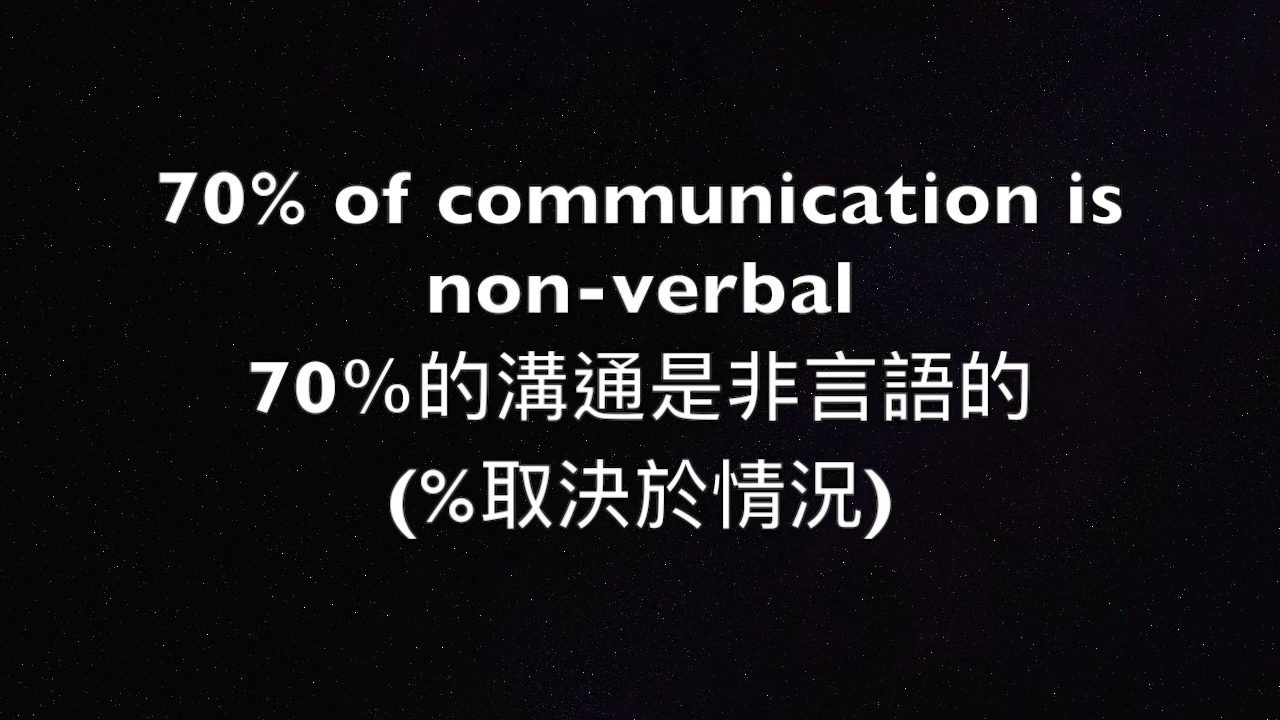 70% of communication is
non-verbal
70%的溝通是非言語的
(%取決於情況)